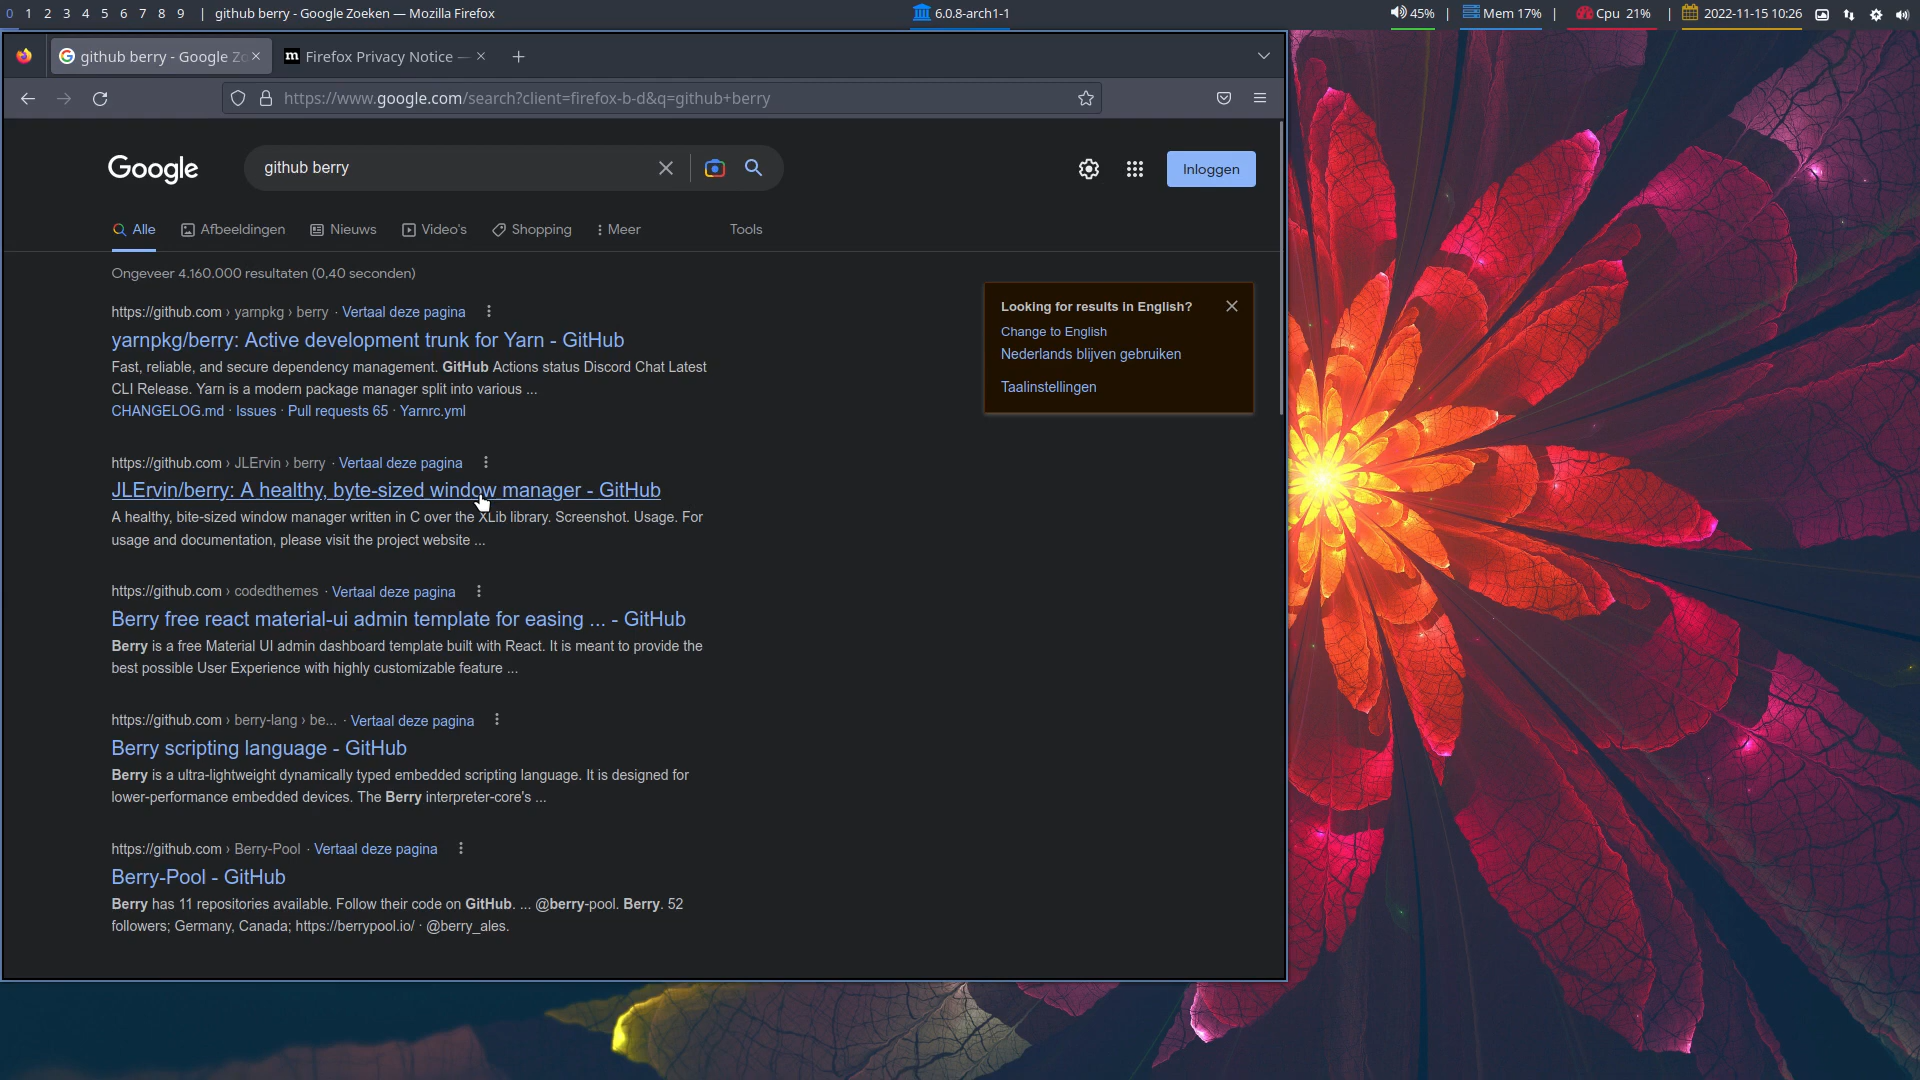 0 1 2 3 4 5 6 7 8 9 | github berry - Google Zoeken — Mozilla Firefox
6.0.8-arch1-1
45% | Mem 17% | Cpu 21% | 2022-11-15 10:26
github berry - Google Zo
Firefox Privacy Notice —
https://www.google.com/search?client=firefox-b-d&q=github+berry
Google
github berry
Inloggen
Alle
Afbeeldingen
Nieuws
Video's
Shopping
Meer
Tools
Ongeveer 4.160.000 resultaten (0,40 seconden)
https://github.com › yarnpkg › berry · Vertaal deze pagina
yarnpkg/berry: Active development trunk for Yarn - GitHub
Fast, reliable, and secure dependency management. GitHub Actions status Discord Chat Latest
CLI Release. Yarn is a modern package manager split into various ...
CHANGELOG.md · Issues · Pull requests 65 · Yarnrc.yml
https://github.com › JLErvin › berry · Vertaal deze pagina
JLErvin/berry: A healthy, byte-sized window manager - GitHub
A healthy, bite-sized window manager written in C over the XLib library. Screenshot. Usage. For
usage and documentation, please visit the project website ...
https://github.com › codedthemes · Vertaal deze pagina
Berry free react material-ui admin template for easing ... - GitHub
Berry is a free Material UI admin dashboard template built with React. It is meant to provide the
best possible User Experience with highly customizable feature ...
https://github.com › berry-lang › be... · Vertaal deze pagina
Berry scripting language - GitHub
Berry is a ultra-lightweight dynamically typed embedded scripting language. It is designed for
lower-performance embedded devices. The Berry interpreter-core's ...
https://github.com › Berry-Pool · Vertaal deze pagina
Berry-Pool - GitHub
Berry has 11 repositories available. Follow their code on GitHub. ... @berry-pool. Berry. 52
followers; Germany, Canada; https://berrypool.io/ · @berry_ales.
Looking for results in English?
Change to English
Nederlands blijven gebruiken
Taalinstellingen